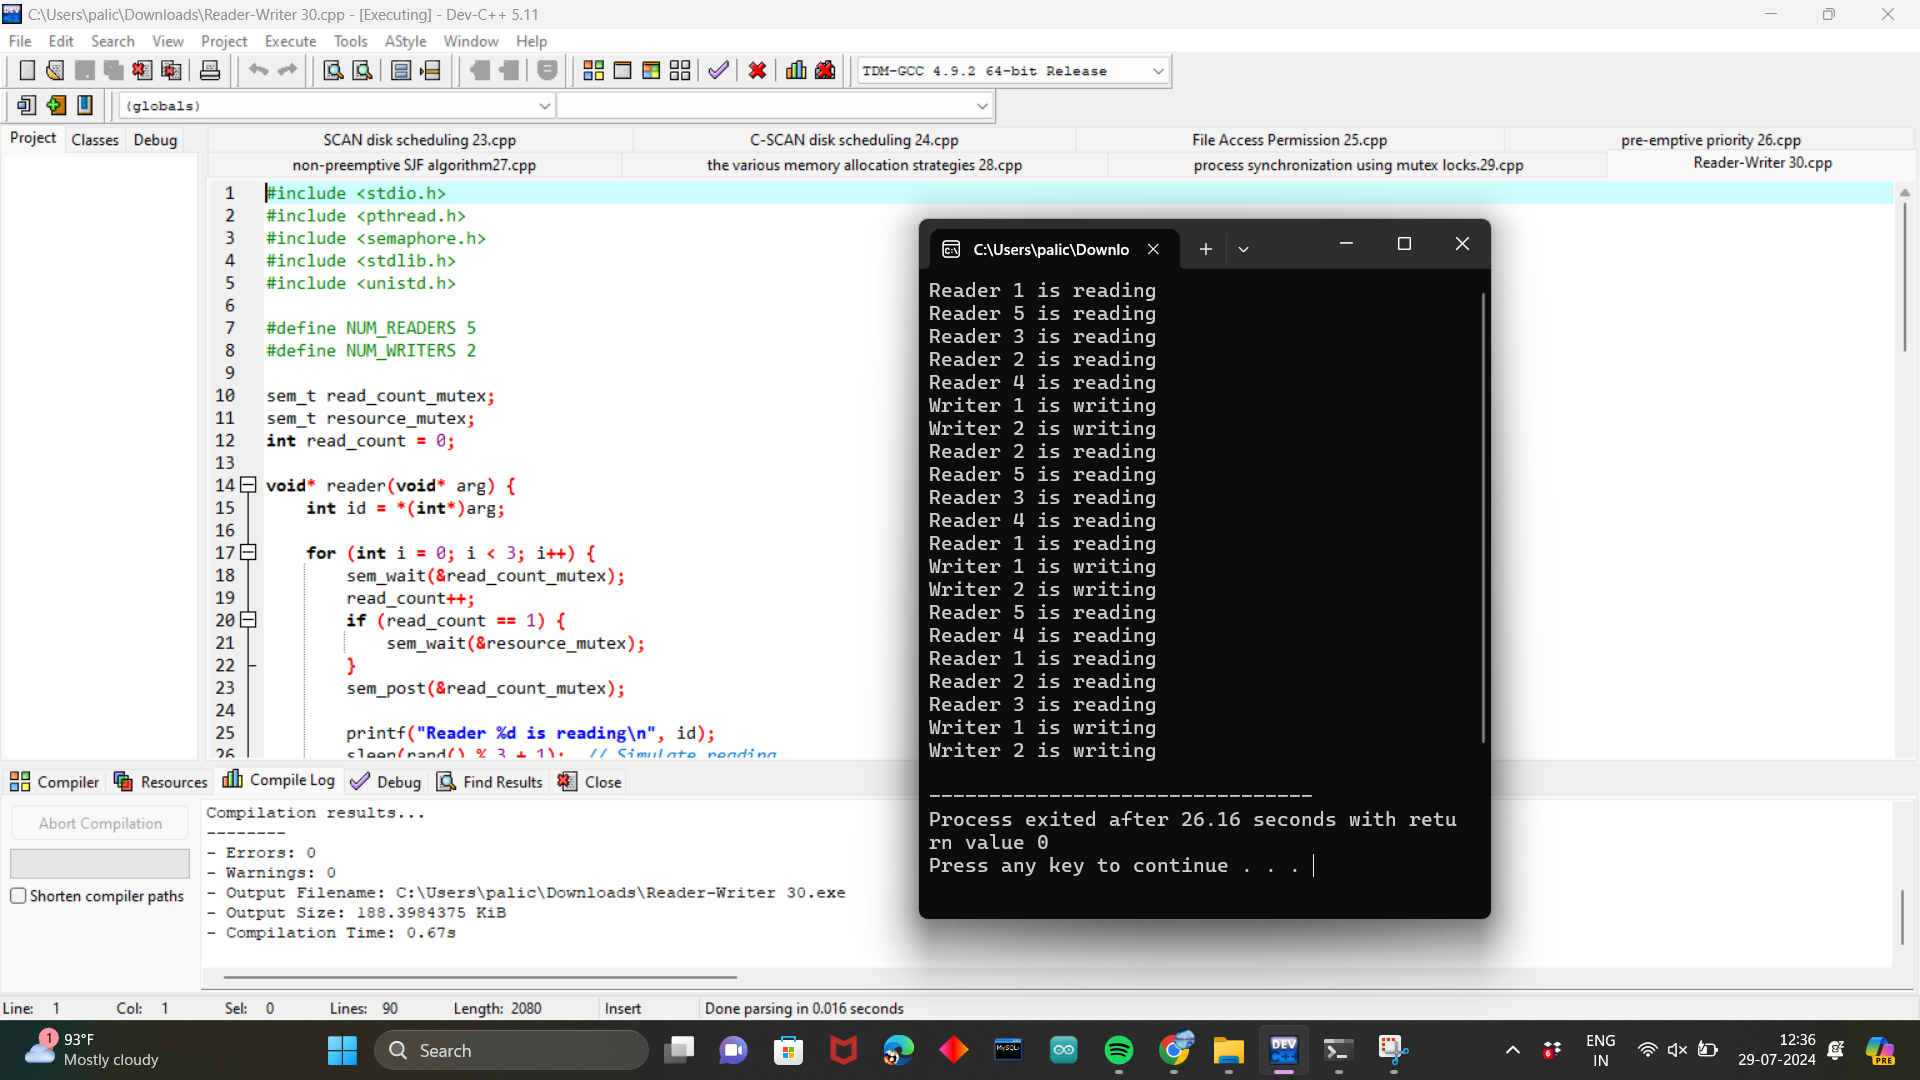 C:\Users\palic\Downloads\Reader-Writer 30.cpp - [Executing] - Dev-C++ 5.11
File Edit Search View Project Execute Tools AStyle Window Help
TDM-GCC 4.9.2 64-bit Release
(globals)
Project Classes Debug
SCAN disk scheduling 23.cpp C-SCAN disk scheduling 24.cpp File Access Permission 25.cpp pre-emptive priority 26.cpp
non-preemptive SJF algorithm27.cpp the various memory allocation strategies 28.cpp process synchronization using mutex locks.29.cpp Reader-Writer 30.cpp
1 #include <stdio.h>
2 #include <pthread.h>
3 #include <semaphore.h>
4 #include <stdlib.h>
5 #include <unistd.h>
6
7 #define NUM_READERS 5
8 #define NUM_WRITERS 2
9
10 sem_t read_count_mutex;
11 sem_t resource_mutex;
12 int read_count = 0;
13
14 void* reader(void* arg) {
15 int id = *(int*)arg;
16
17 for (int i = 0; i < 3; i++) {
18 sem_wait(&read_count_mutex);
19 read_count++;
20 if (read_count == 1) {
21 sem_wait(&resource_mutex);
22 }
23 sem_post(&read_count_mutex);
24
25 printf("Reader %d is reading\n", id);
26 sleep(rand() % 3 + 1); // Simulate reading
C:\Users\palic\Downlo
Reader 1 is reading
Reader 5 is reading
Reader 3 is reading
Reader 2 is reading
Reader 4 is reading
Writer 1 is writing
Writer 2 is writing
Reader 2 is reading
Reader 5 is reading
Reader 3 is reading
Reader 4 is reading
Reader 1 is reading
Writer 1 is writing
Writer 2 is writing
Reader 5 is reading
Reader 4 is reading
Reader 1 is reading
Reader 2 is reading
Reader 3 is reading
Writer 1 is writing
Writer 2 is writing
--------------------------------
Process exited after 26.16 seconds with retu
rn value 0
Press any key to continue . . .
Compiler Resources Compile Log Debug Find Results Close
Abort Compilation
Shorten compiler paths
Compilation results...
--------
- Errors: 0
- Warnings: 0
- Output Filename: C:\Users\palic\Downloads\Reader-Writer 30.exe
- Output Size: 188.3984375 KiB
- Compilation Time: 0.67s
Line: 1 Col: 1 Sel: 0 Lines: 90 Length: 2080 Insert Done parsing in 0.016 seconds
1
93°F
Mostly cloudy
Search
MySQL
DEV
6
ENG
IN
12:36
29-07-2024
PRE